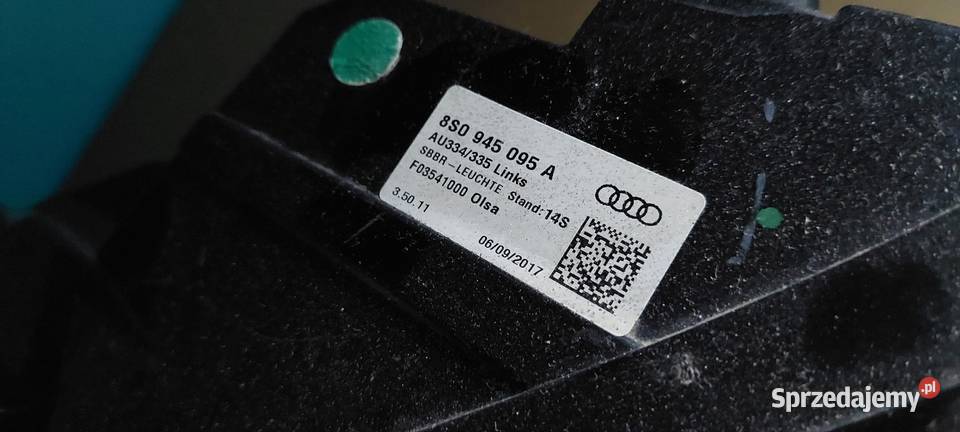 8S0 945 095 A
AU334/335 Links
SBBR-LEUCHTE Stand: 14S
F03541000 Olsa
3.50.11
06/09/2017
Sprzedajemy.pl